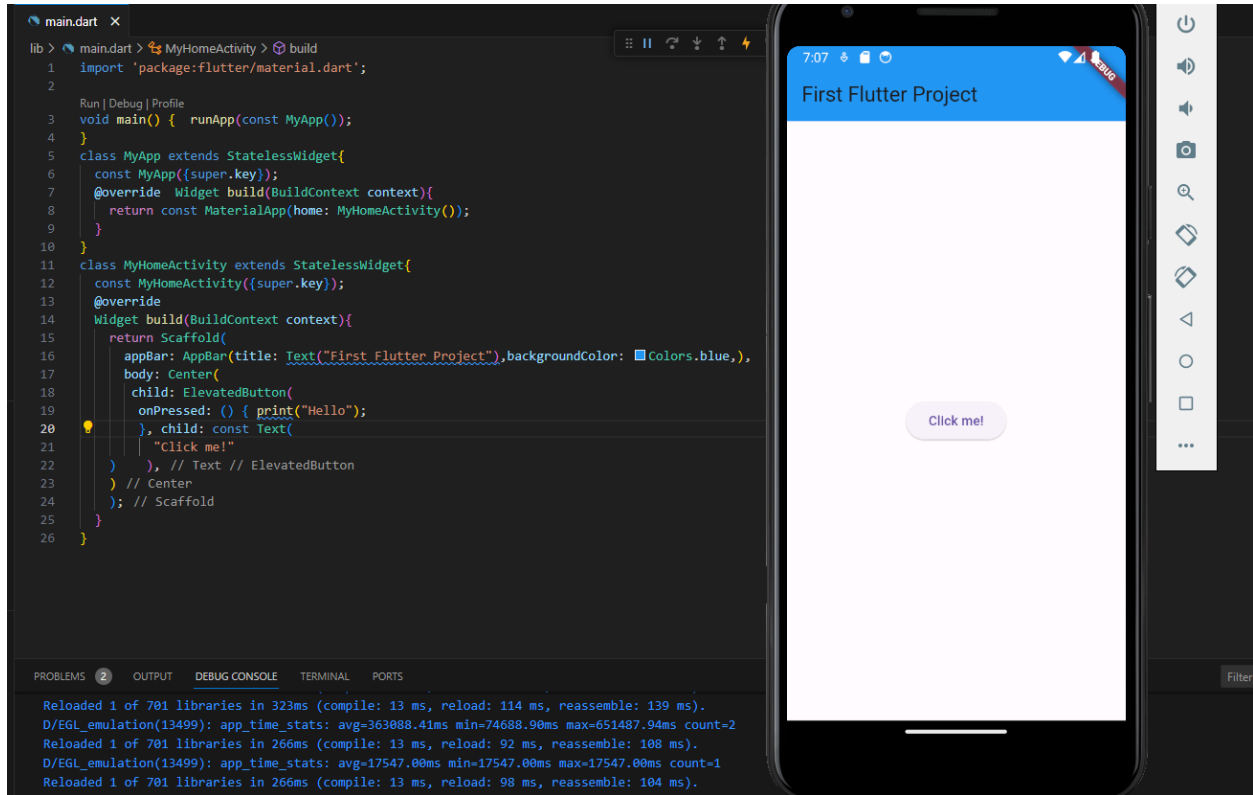 main.dart
lib > main.dart > MyHomeActivity > build
1 import 'package:flutter/material.dart';
2
Run | Debug | Profile
3 void main() {  runApp(const MyApp());
4 }
5 class MyApp extends StatelessWidget{
6   const MyApp({super.key});
7   @override  Widget build(BuildContext context){
8     return const MaterialApp(home: MyHomeActivity());
9   }
10 }
11 class MyHomeActivity extends StatelessWidget{
12   const MyHomeActivity({super.key});
13   @override
14   Widget build(BuildContext context){
15     return Scaffold(
16       appBar: AppBar(title: Text("First Flutter Project"),backgroundColor: Colors.blue,),
17       body: Center(
18        child: ElevatedButton(
19         onPressed: () { print("Hello");
20         }, child: const Text(
21           "Click me!"
22     )    ), // Text // ElevatedButton
23     ) // Center
24     ); // Scaffold
25   }
26 }
PROBLEMS 2 OUTPUT DEBUG CONSOLE TERMINAL PORTS
Filter
Reloaded 1 of 701 libraries in 323ms (compile: 13 ms, reload: 114 ms, reassemble: 139 ms).
D/EGL_emulation(13499): app_time_stats: avg=363088.41ms min=74688.90ms max=651487.94ms count=2
Reloaded 1 of 701 libraries in 266ms (compile: 13 ms, reload: 92 ms, reassemble: 108 ms).
D/EGL_emulation(13499): app_time_stats: avg=17547.00ms min=17547.00ms max=17547.00ms count=1
Reloaded 1 of 701 libraries in 266ms (compile: 13 ms, reload: 98 ms, reassemble: 104 ms).
7:07
DEBUG
First Flutter Project
Click me!